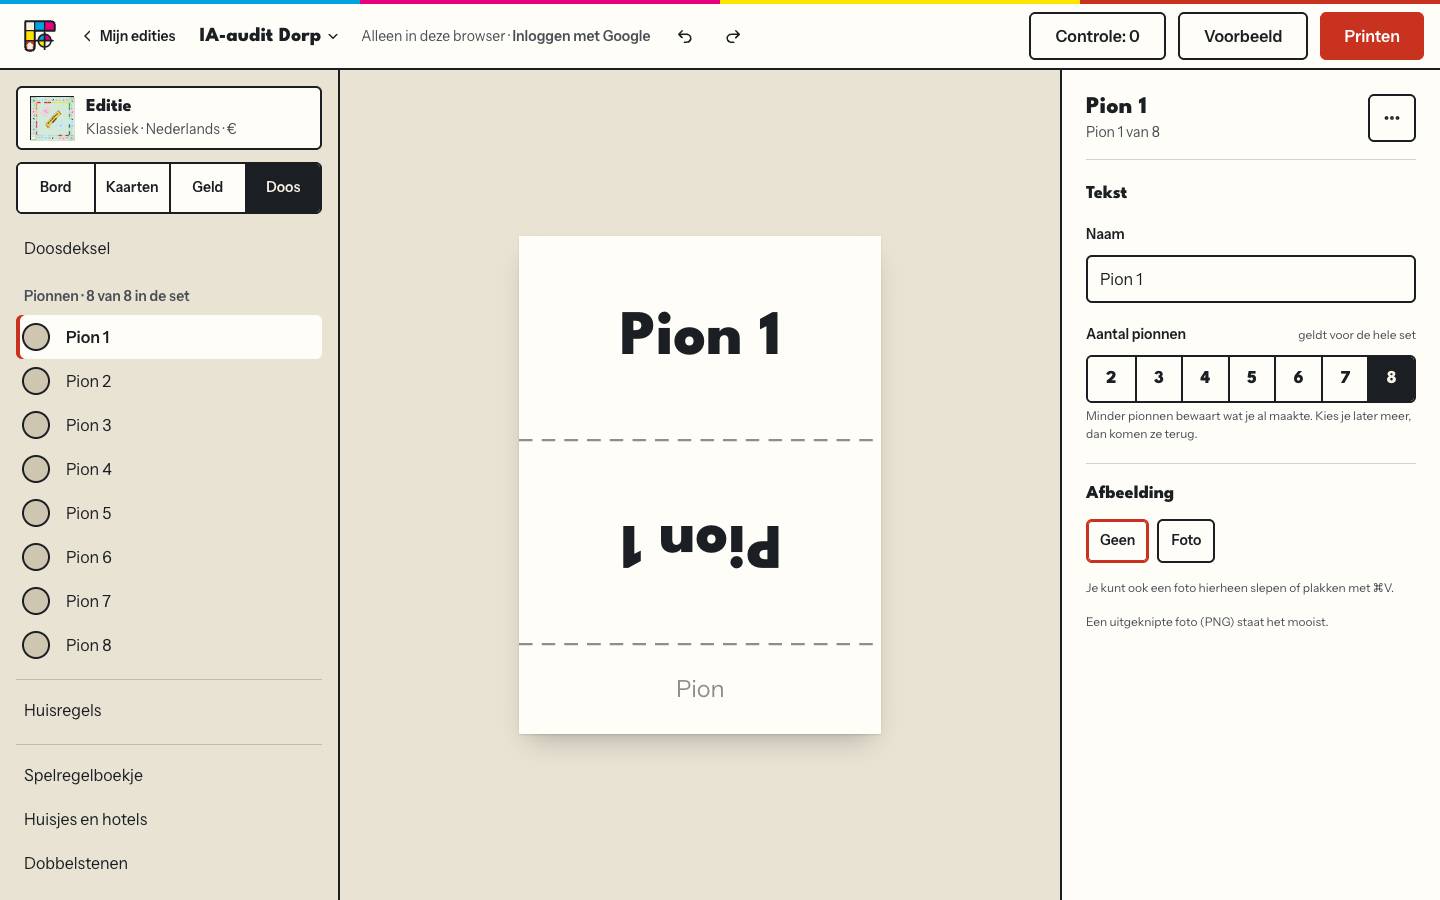 Mijn edities
IA-audit Dorp
Alleen in deze browser · Inloggen met Google
Controle: 0
Voorbeeld
Printen
Editie
Klassiek · Nederlands · €
Bord
Kaarten
Geld
Doos
Doosdeksel
Pionnen · 8 van 8 in de set
Pion 1
Pion 2
Pion 3
Pion 4
Pion 5
Pion 6
Pion 7
Pion 8
Huisregels
Spelregelboekje
Huisjes en hotels
Dobbelstenen
Pion 1
Pion 1
Pion
Pion 1
Pion 1 van 8
Tekst
Naam
Pion 1
Aantal pionnen
geldt voor de hele set
2 3 4 5 6 7 8
Minder pionnen bewaart wat je al maakte. Kies je later meer,
dan komen ze terug.
Afbeelding
Geen
Foto
Je kunt ook een foto hierheen slepen of plakken met ⌘V.
Een uitgeknipte foto (PNG) staat het mooist.